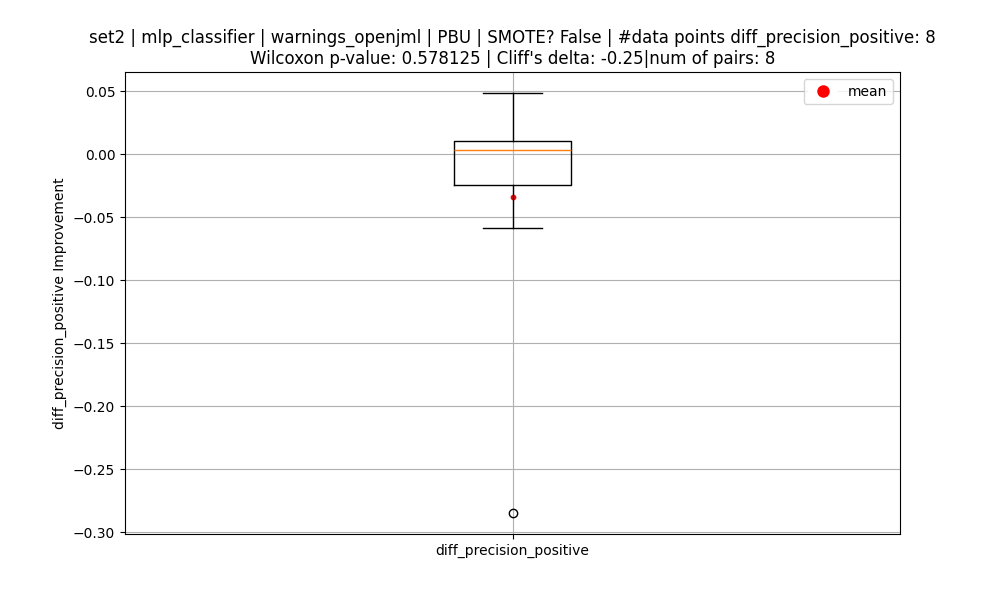 set2 | mlp_classifier | warnings_openjml | PBU | SMOTE? False | #data points diff_precision_positive: 8
Wilcoxon p-value: 0.578125 | Cliff's delta: -0.25|num of pairs: 8
mean
0.05
0.00
−0.05
−0.10
−0.15
−0.20
−0.25
−0.30
diff_precision_positive Improvement
diff_precision_positive